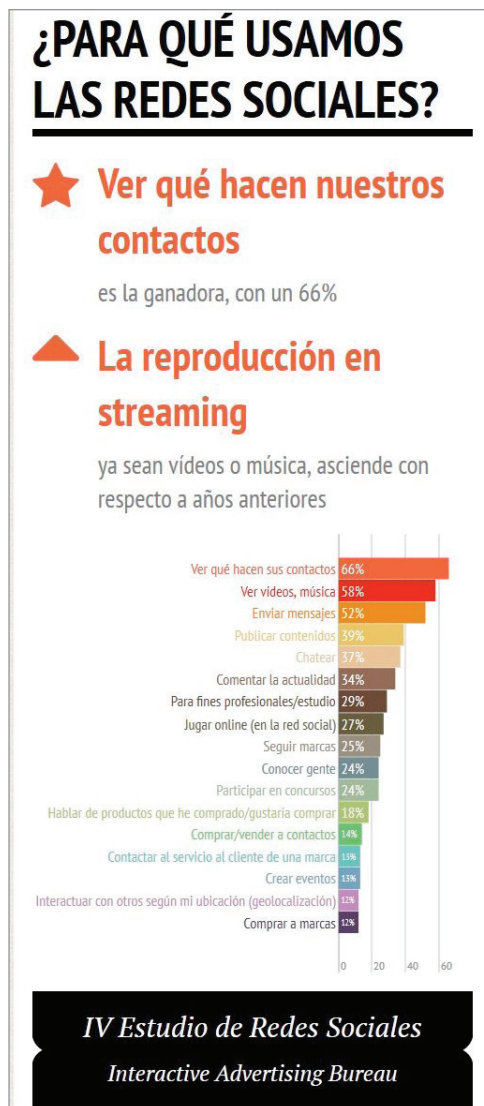 ¿PARA QUÉ USAMOS
LAS REDES SOCIALES?
Ver qué hacen nuestros
contactos
es la ganadora, con un 66%
La reproducción en
streaming
ya sean vídeos o música, asciende con
respecto a años anteriores
Ver qué hacen sus contactos 66%
Ver vídeos, música 58%
Enviar mensajes 52%
Publicar contenidos 39%
Chatear 37%
Comentar la actualidad 34%
Para fines profesionales/estudio 29%
Jugar online (en la red social) 27%
Seguir marcas 25%
Conocer gente 24%
Participar en concursos 24%
Hablar de productos que he comprado/gustaría comprar 18%
Comprar/vender a contactos 14%
Contactar al servicio al cliente de una marca 13%
Crear eventos 13%
Interactuar con otros según mi ubicación (geolocalización) 12%
Comprar a marcas 12%
0 20 40 60
IV Estudio de Redes Sociales
Interactive Advertising Bureau